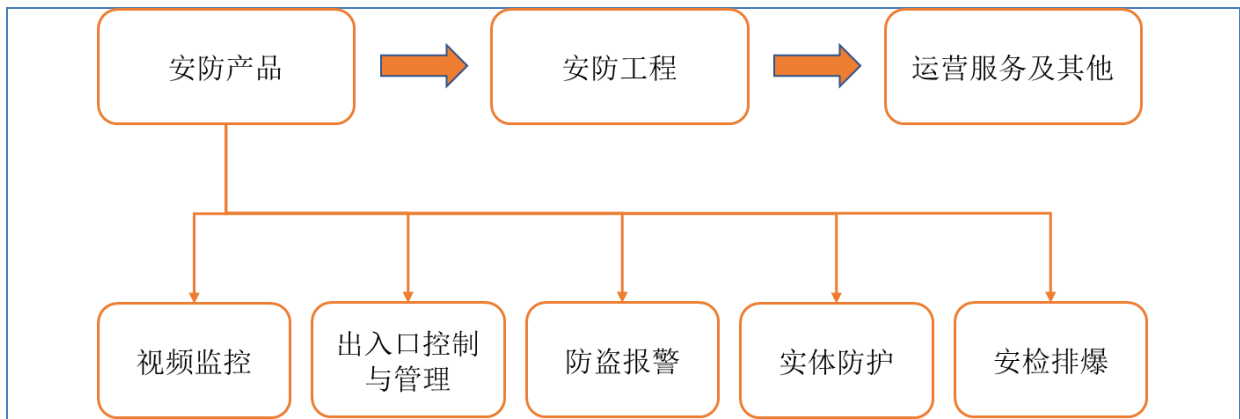 安防产品
安防工程
运营服务及其他
视频监控
出入口控制
与管理
防盗报警
实体防护
安检排爆